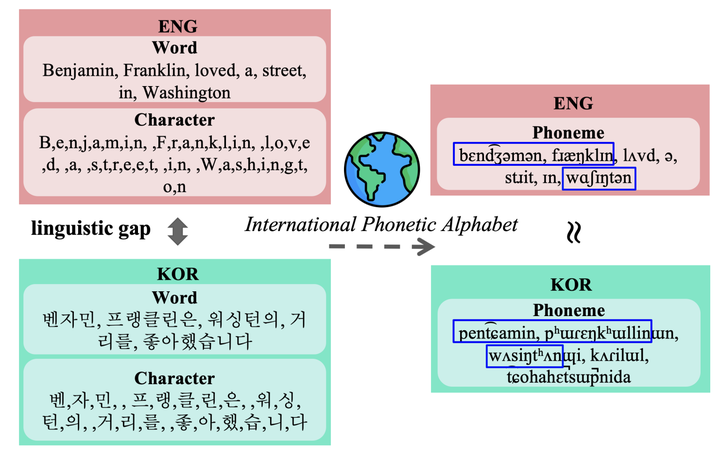 ENG
Word
Benjamin, Franklin, loved, a, street,
in, Washington
Character
B,e,n,j,a,m,i,n, ,F,r,a,n,k,l,i,n, ,l,o,v,e
,d, ,a, ,s,t,r,e,e,t, ,i,n, ,W,a,s,h,i,n,g,t,
o,n
linguistic gap
KOR
Word
벤자민, 프랭클린은, 워싱턴의, 거
리를, 좋아했습니다
Character
벤,자,민, , 프,랭,클,린,은, ,워,싱,
턴,의, ,거,리,를, ,좋,아,했,습,니,다
International Phonetic Alphabet
ENG
Phoneme
bɛnd͡ʒəmən, fɹæŋklɪn, lʌvd, ə,
stɹit, ɪn, wɑʃɪŋtən
≈
KOR
Phoneme
pent͡ɕamin, pʰɯɾɛŋkʰɯllinɯn,
wʌsiŋtʰʌnɰi, kʌɾilɯl,
t͡ɕohahɛt̚sɯp̚nida